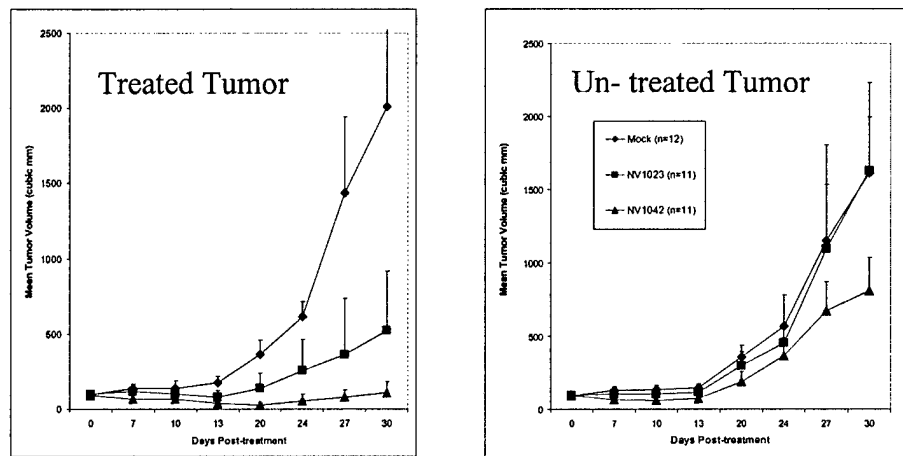 Treated Tumor
Mean Tumor Volume (cubic mm)
2500
2000
1500
1000
500
0
0 7 10 13 20 24 27 30
Days Post-treatment
Un- treated Tumor
Mean Tumor Volume (cubic mm)
2500
2000
1500
1000
500
0
Mock (n=12)
NV1023 (n=11)
NV1042 (n=11)
0 7 10 13 20 24 27 30
Days Post-treatment